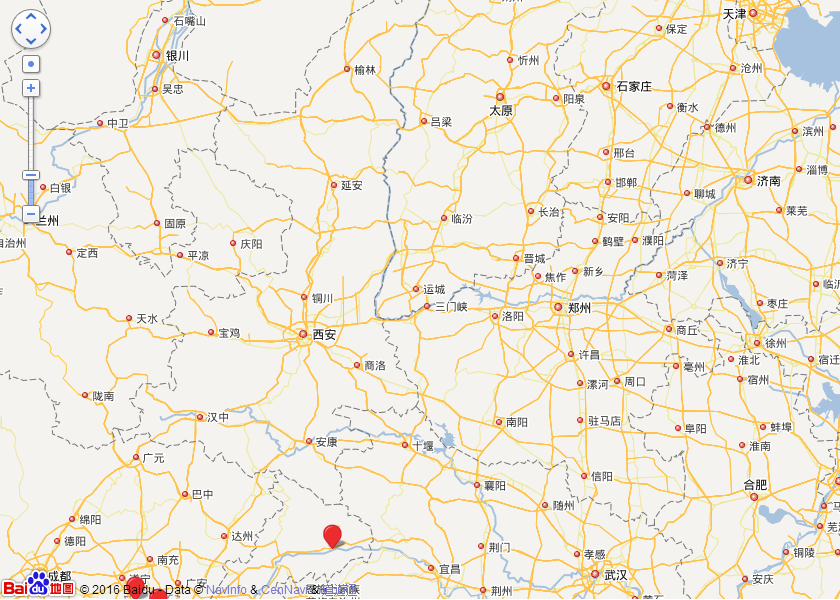 天津
石嘴山
保定
银川
忻州
沧州
榆林
石家庄
吴忠
太原
阳泉
衡水
中卫
吕梁
德州
滨州
邢台
淄博
白银
延安
邯郸
济南
聊城
莱芜
兰州
固原
临汾
长治
安阳
自治州
庆阳
鹤壁
濮阳
定西
平凉
晋城
济宁
焦作
新乡
菏泽
临沂
铜川
运城
三门峡
郑州
枣庄
天水
宝鸡
西安
洛阳
商丘
徐州
许昌
淮北
宿迁
商洛
亳州
漯河
周口
宿州
陇南
汉中
南阳
驻马店
阜阳
蚌埠
安康
十堰
淮南
广元
信阳
合肥
巴中
襄阳
随州
绵阳
达州
德阳
荆门
孝感
南充
宜昌
铜陵
成都
遂宁
广安
武汉
安庆
荆州
Bai 地图
© 2016 Baidu - Data © NavInfo & CenNavi &